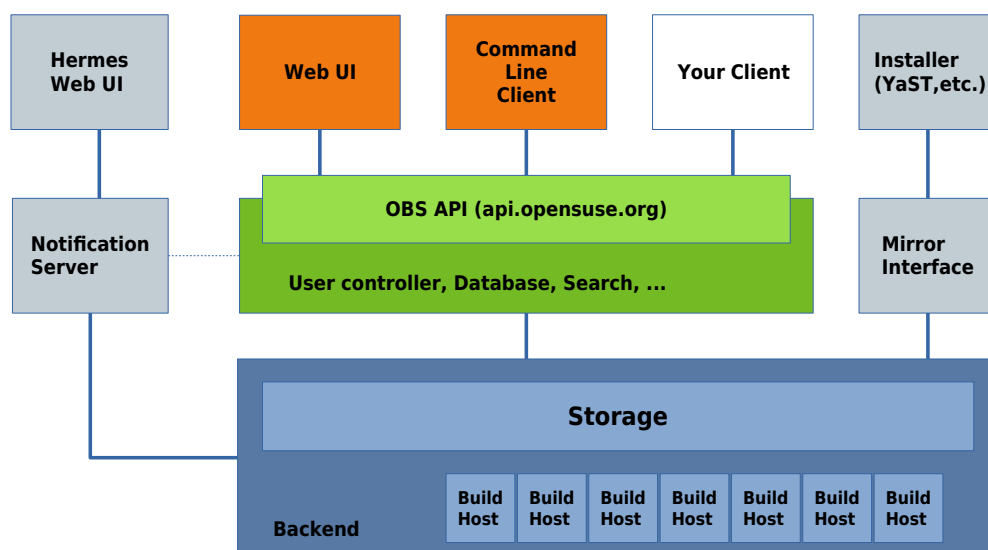 Hermes
Web UI
Web UI
Command
Line
Client
Your Client
Installer
(YaST,etc.)
OBS API (api.opensuse.org)
Notification
Server
User controller, Database, Search, ...
Mirror
Interface
Storage
Build
Host
Build
Host
Build
Host
Build
Host
Build
Host
Build
Host
Build
Host
Backend